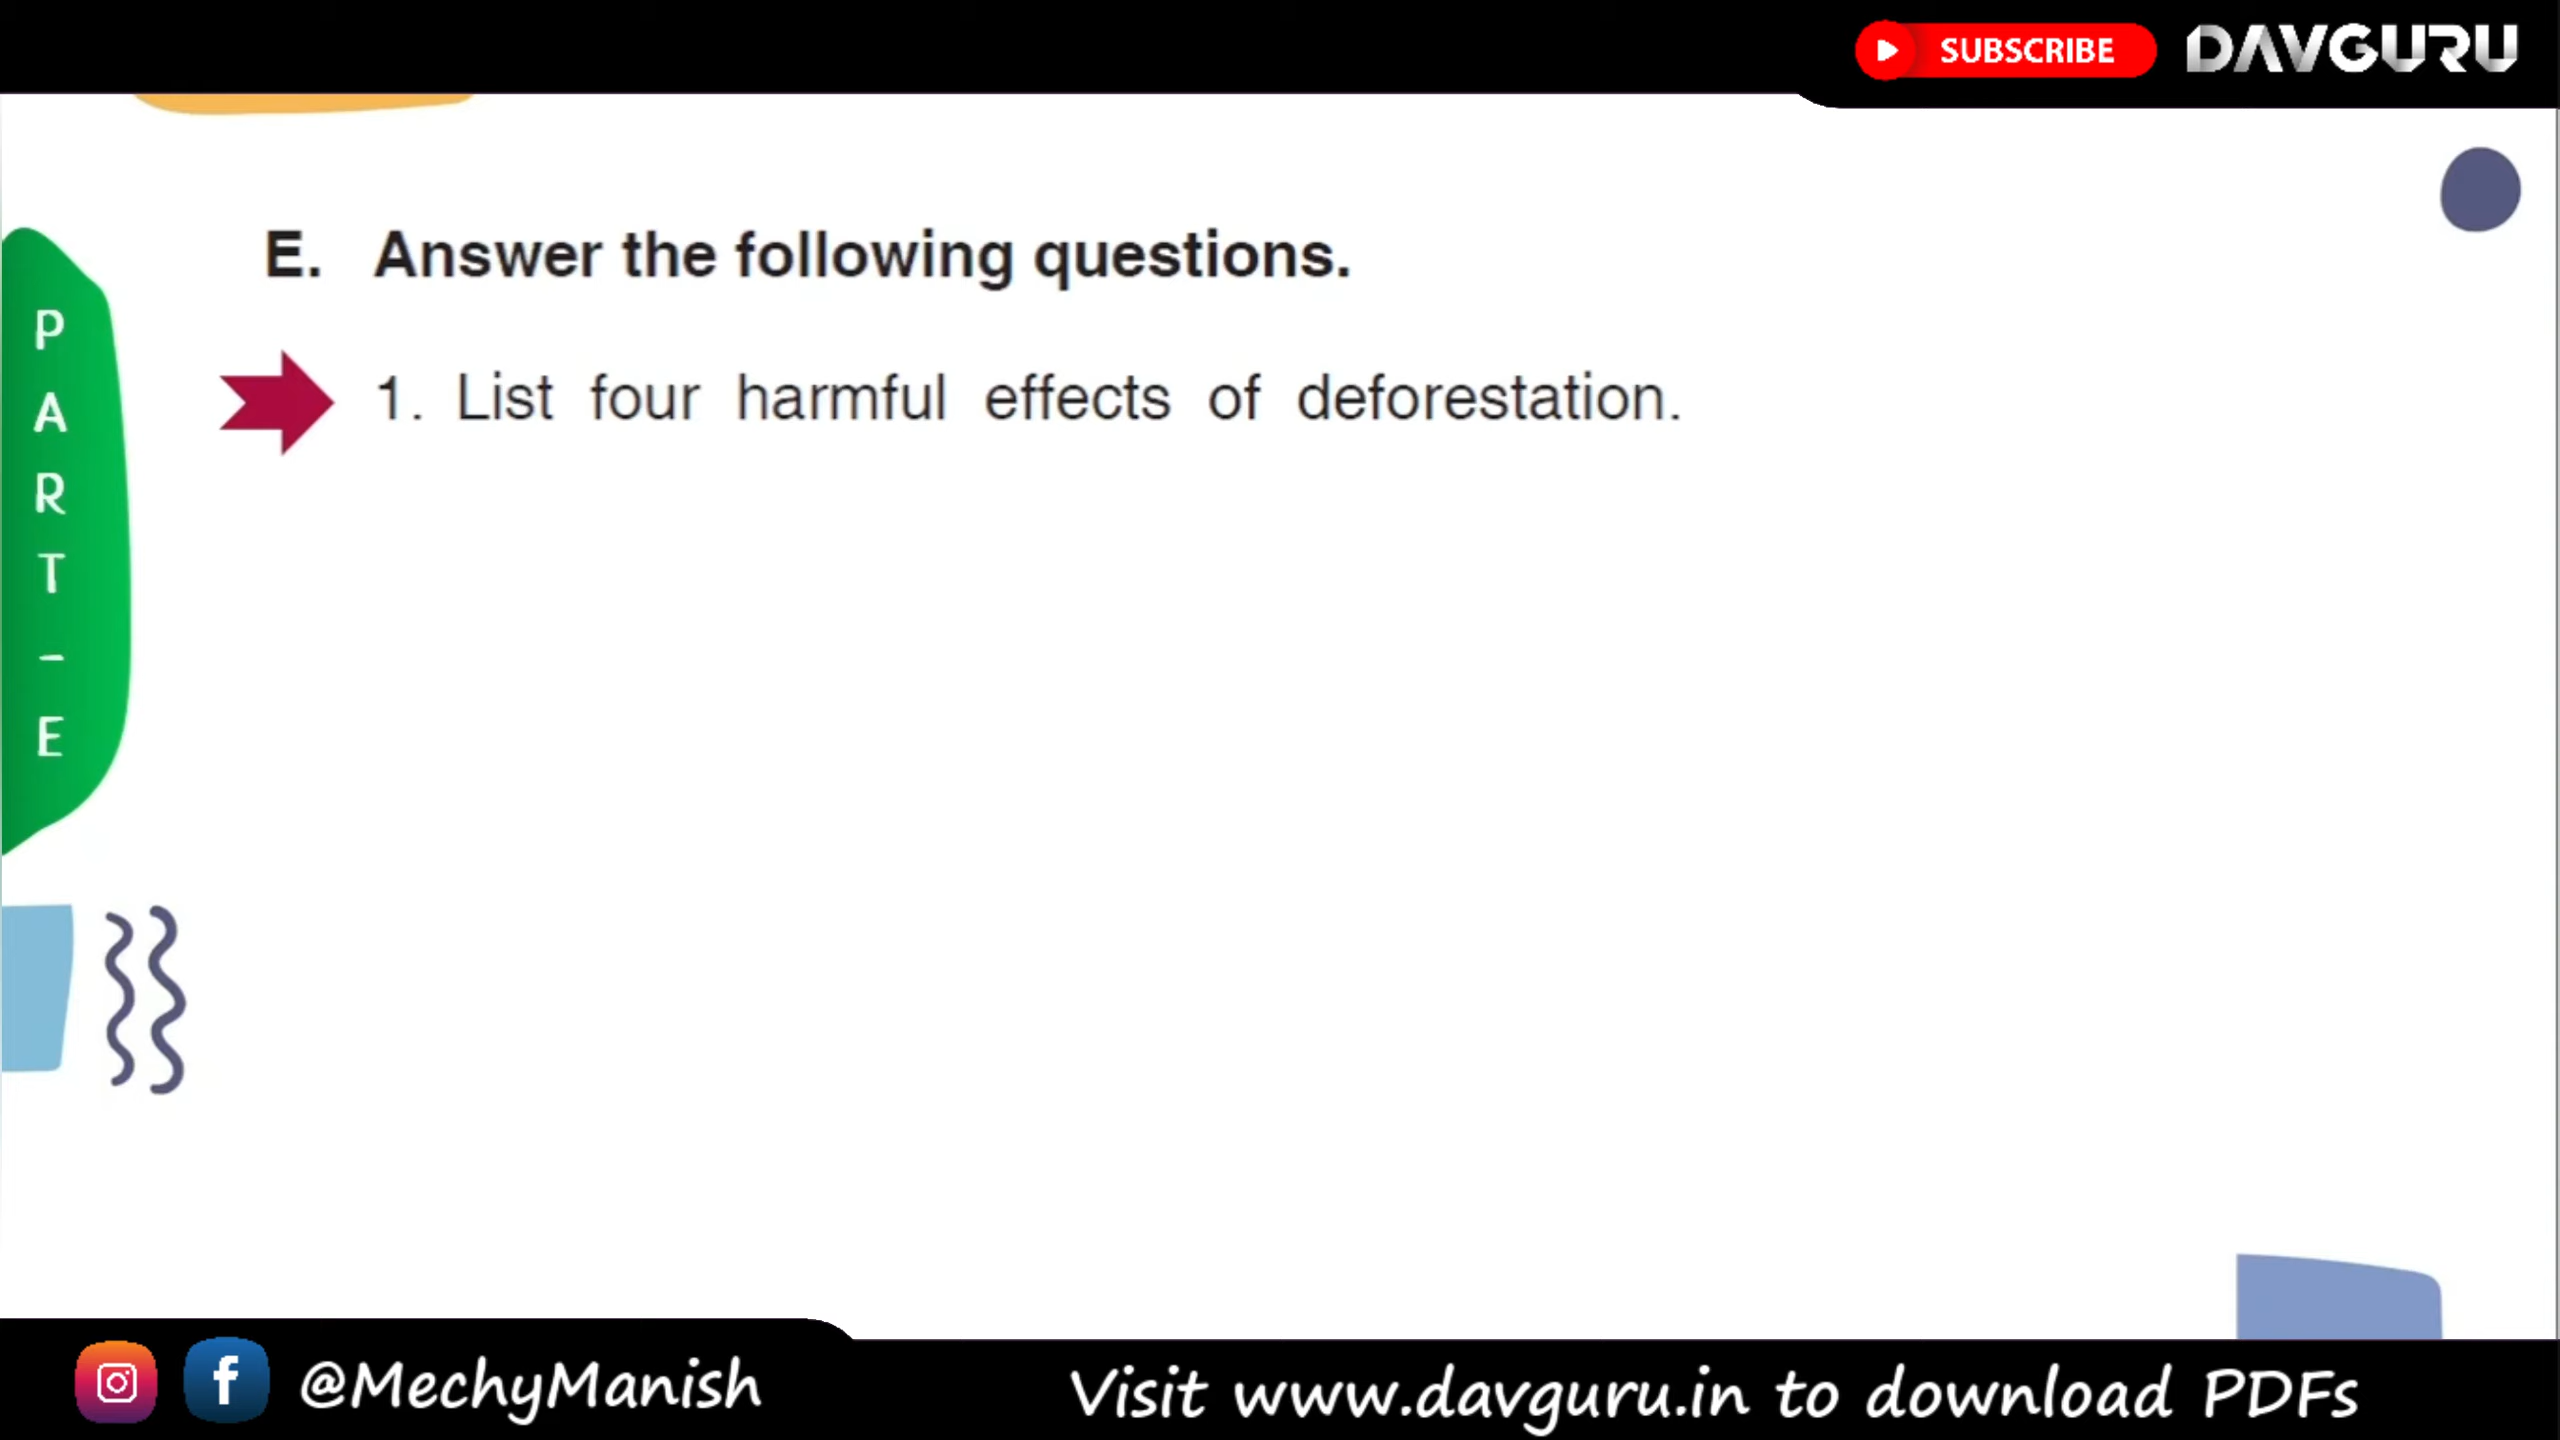 SUBSCRIBE DAVGURU
E. Answer the following questions.
1. List four harmful effects of deforestation.
PART-E
@MechyManish
Visit www.davguru.in to download PDFs